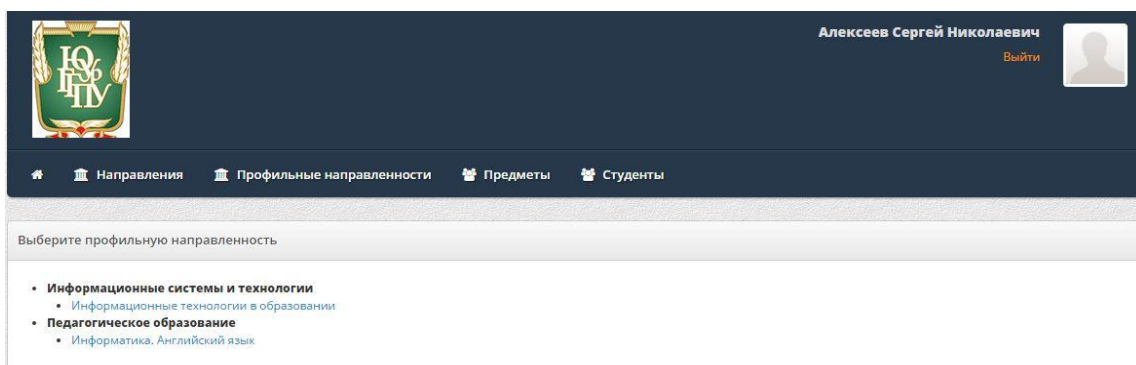 Алексеев Сергей Николаевич
Выйти
Направления Профильные направленности Предметы Студенты
Выберите профильную направленность
• Информационные системы и технологии
• Информационные технологии в образовании
• Педагогическое образование
• Информатика. Английский язык